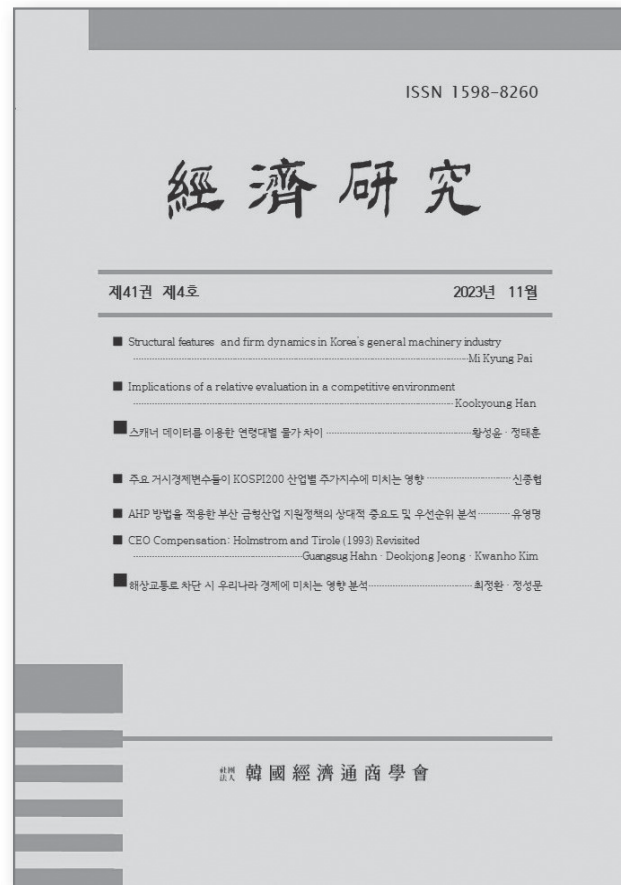 ISSN 1598-8260
經濟研究
제41권 제4호 2023년 11월
■ Structural features and firm dynamics in Korea's general machinery industry
Mi Kyung Pai
■ Implications of a relative evaluation in a competitive environment
Kookyoung Han
■ 스캐너 데이터를 이용한 연령대별 물가 차이 황성윤 · 정태훈
■ 주요 거시경제변수들이 KOSPI200 산업별 주가지수에 미치는 영향 신종협
■ AHP 방법을 적용한 부산 금형산업 지원정책의 상대적 중요도 및 우선순위 분석 유영명
■ CEO Compensation: Holmstrom and Tirole (1993) Revisited
Guangsug Hahn · Deokjong Jeong · Kwanho Kim
■ 해상교통로 차단 시 우리나라 경제에 미치는 영향 분석 최정환 · 정성문
社團法人 韓國經濟通商學會